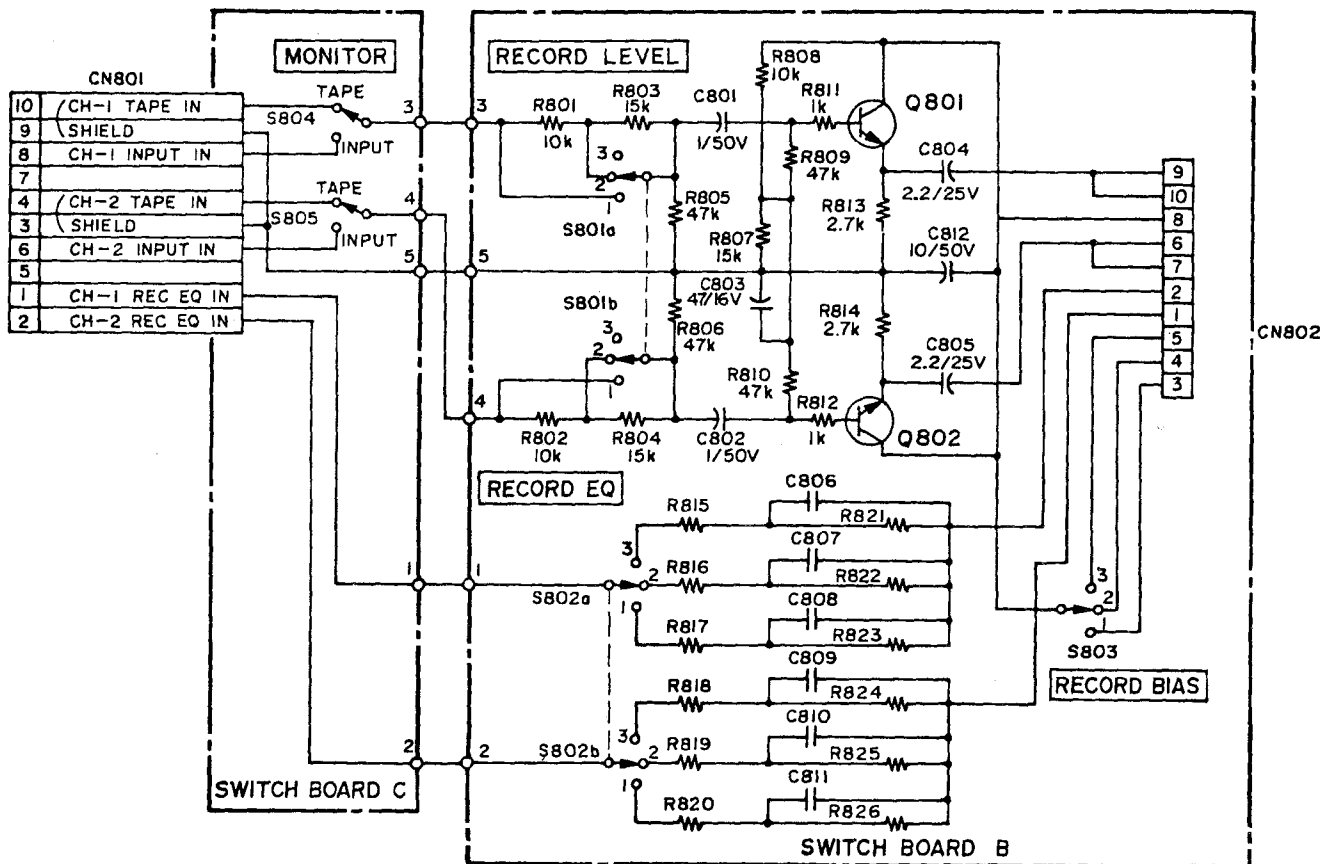 CN801
10 CH-1 TAPE IN
9 SHIELD
8 CH-1 INPUT IN
7
4 CH-2 TAPE IN
3 SHIELD
6 CH-2 INPUT IN
5
1 CH-1 REC EQ IN
2 CH-2 REC EQ IN
MONITOR
TAPE
S804
INPUT
TAPE
S805
INPUT
3
4
5
1
2
SWITCH BOARD C
RECORD LEVEL
3
R801
10k
R803
15k
C801
1/50V
R808
10k
R811
1k
Q801
3
2
1
S801a
R805
47k
R809
47k
R807
15k
R813
2.7k
C804
2.2/25V
C812
10/50V
5
S801b
3
2
1
R806
47k
C803
47/16V
R814
2.7k
C805
2.2/25V
R810
47k
4
R802
10k
R804
15k
C802
1/50V
R812
1k
Q802
RECORD EQ
R815
C806
R821
3
R816
C807
R822
2
1
1
S802a
R817
C808
R823
R818
C809
R824
3
R819
C810
R825
2
1
2
S802b
R820
C811
R826
3
2
1
S803
RECORD BIAS
9
10
8
6
7
2
1
5
4
3
CN802
SWITCH BOARD B